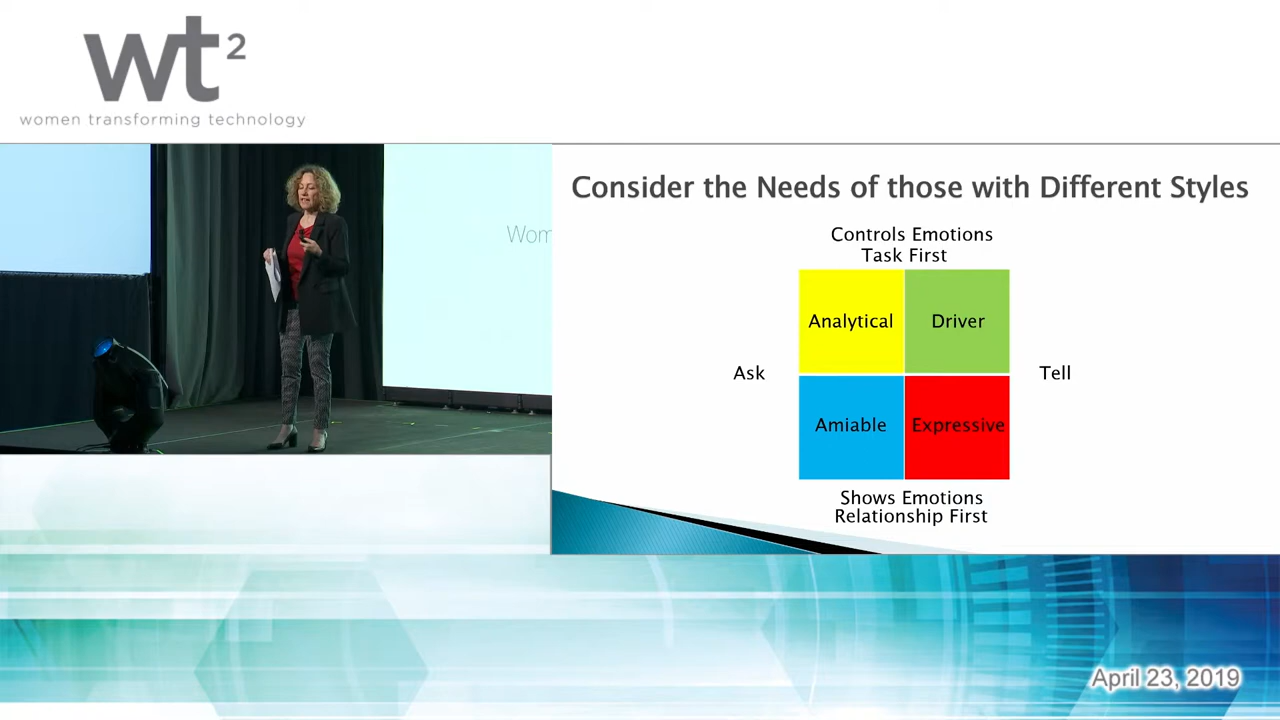 wt2
women transforming technology
Wom
Consider the Needs of those with Different Styles
Controls Emotions
Task First
Analytical
Driver
Ask
Tell
Amiable
Expressive
Shows Emotions
Relationship First
April 23, 2019